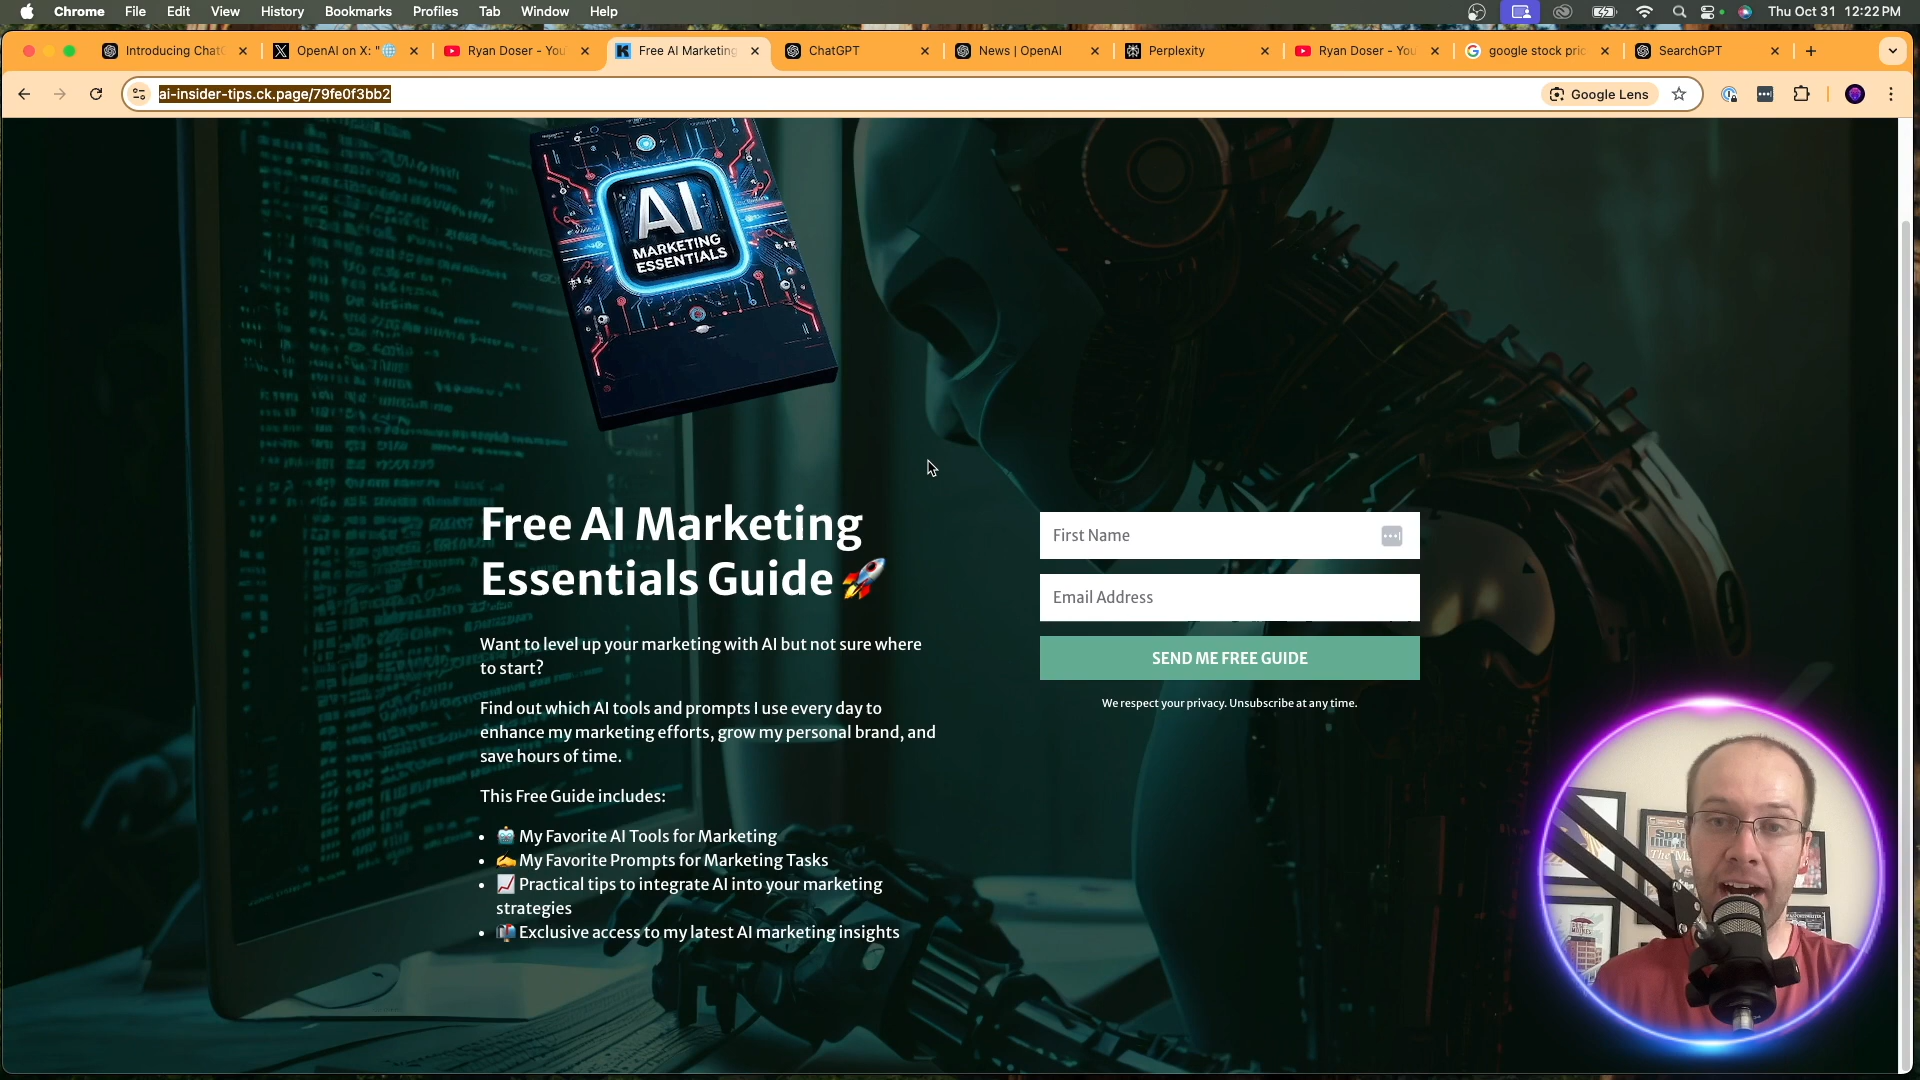 Chrome File Edit View History Bookmarks Profiles Tab Window Help
Thu Oct 31 12:22 PM
Introducing Chat
OpenAI on X: "🌐
Ryan Doser - You
Free AI Marketing
ChatGPT
News | OpenAI
Perplexity
Ryan Doser - You
google stock pric
SearchGPT
ai-insider-tips.ck.page/79fe0f3bb2
Google Lens
AI
MARKETING
ESSENTIALS
Free AI Marketing
Essentials Guide 🚀
Want to level up your marketing with AI but not sure where
to start?
Find out which AI tools and prompts I use every day to
enhance my marketing efforts, grow my personal brand, and
save hours of time.
This Free Guide includes:
• 🤖 My Favorite AI Tools for Marketing
• ✍️ My Favorite Prompts for Marketing Tasks
• 📈 Practical tips to integrate AI into your marketing
strategies
• 📬 Exclusive access to my latest AI marketing insights
First Name
Email Address
SEND ME FREE GUIDE
We respect your privacy. Unsubscribe at any time.